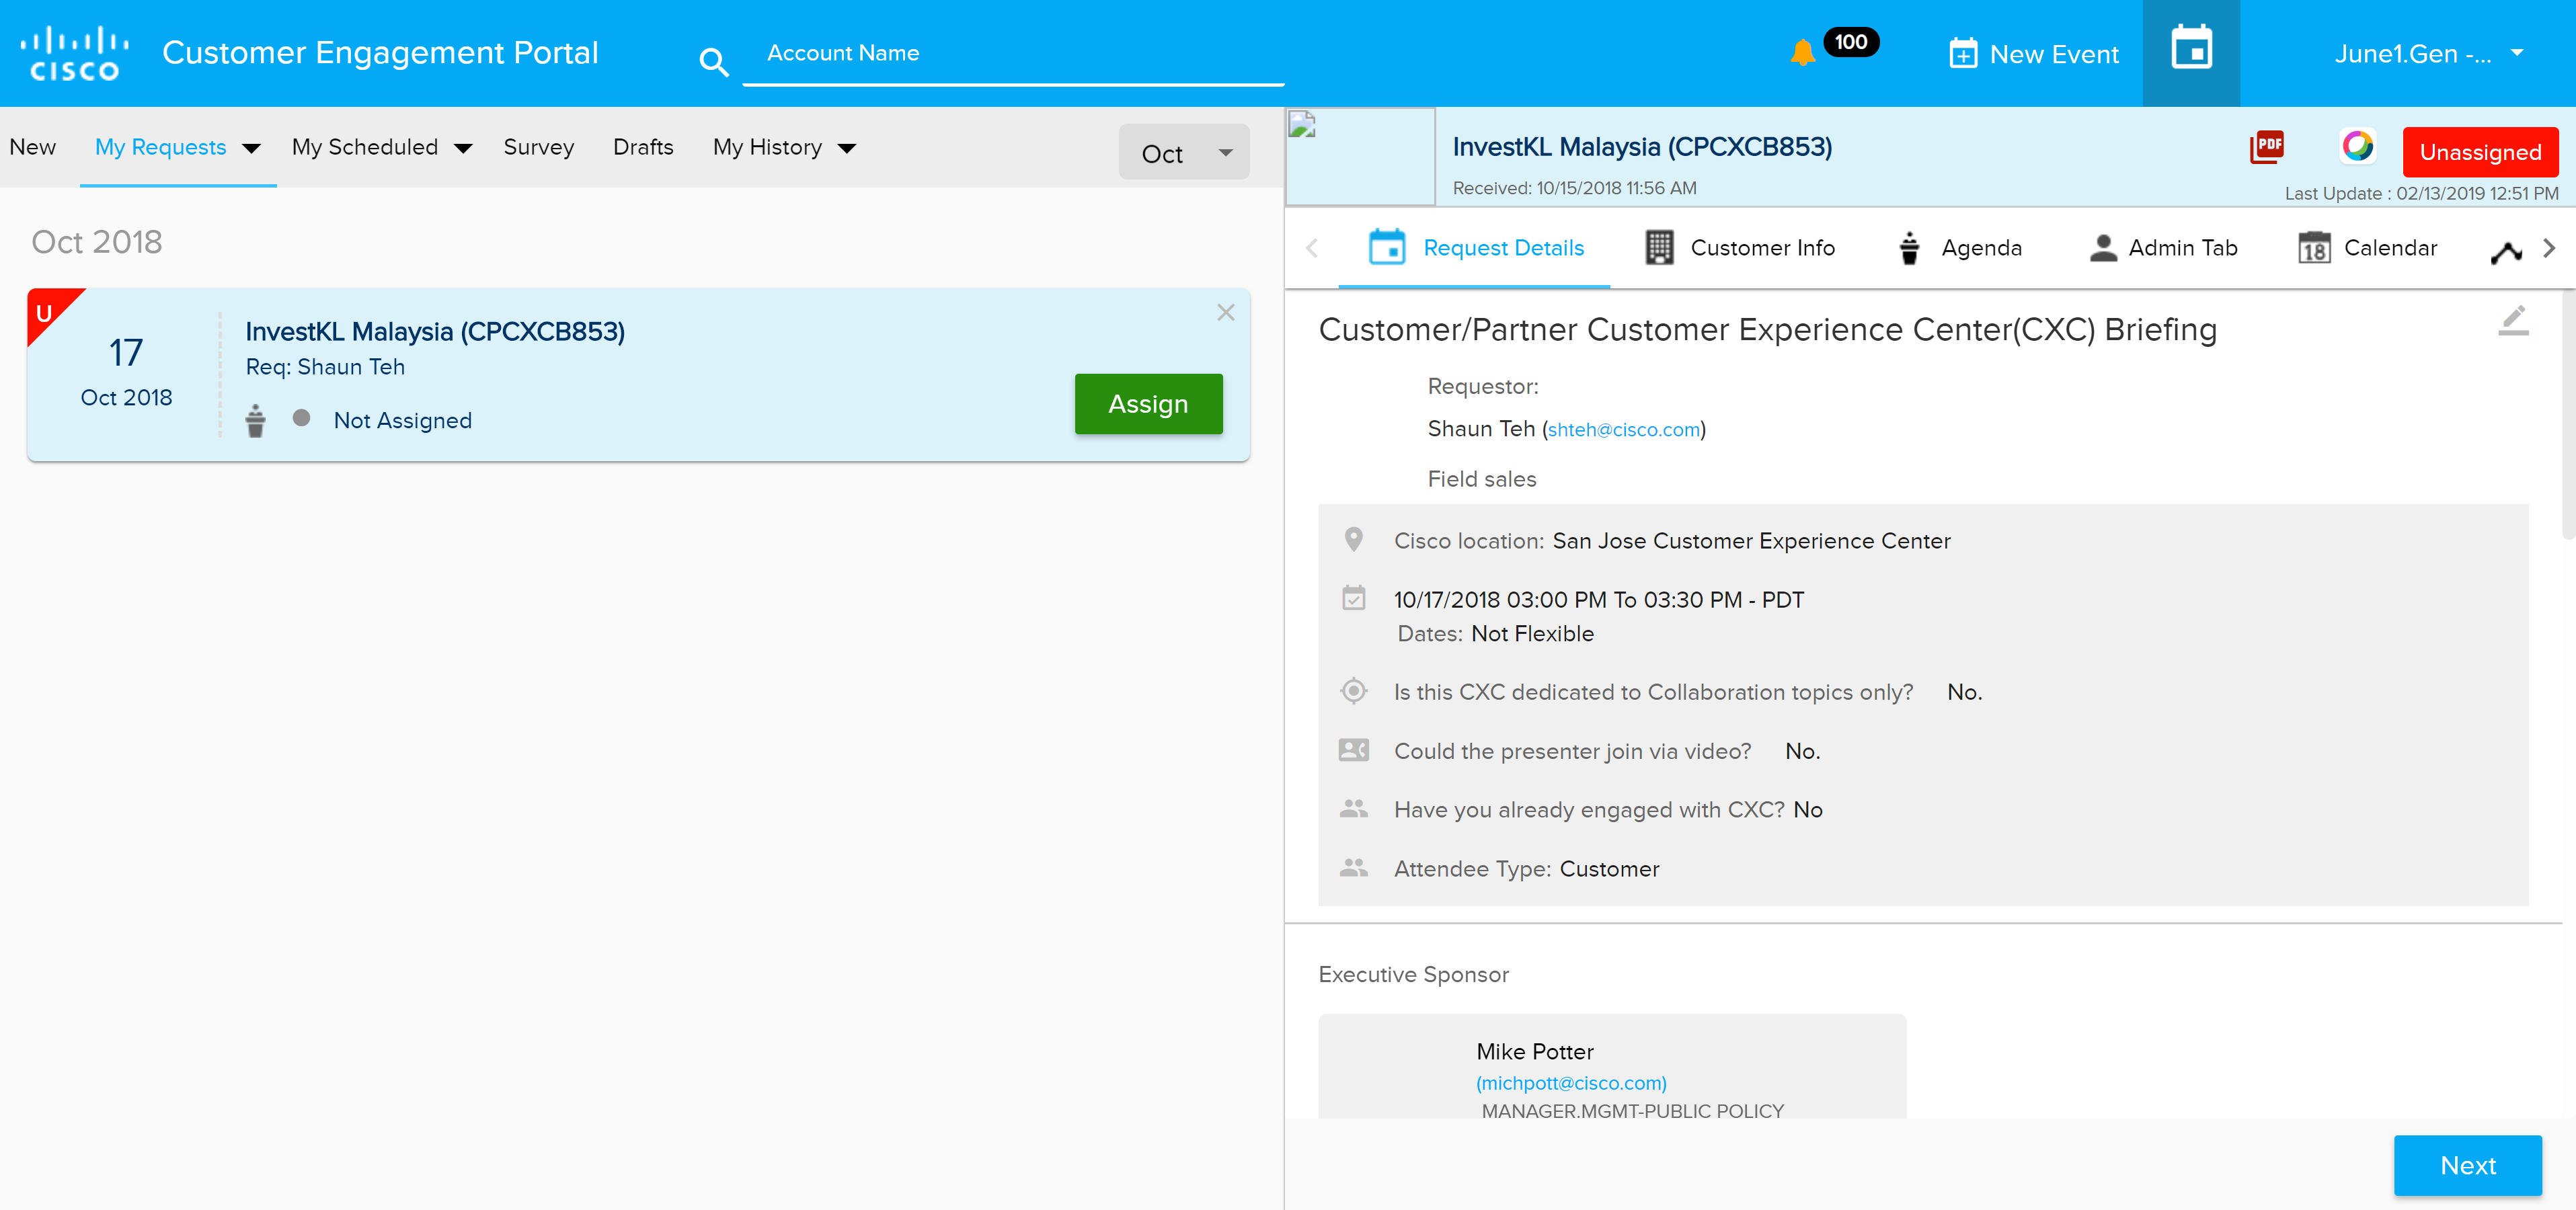 CISCO
Customer Engagement Portal
Account Name
100
New Event
June1.Gen -...
New
My Requests
My Scheduled
Survey
Drafts
My History
Oct
Oct 2018
U
17
Oct 2018
InvestKL Malaysia (CPCXCB853)
Req: Shaun Teh
Not Assigned
Assign
InvestKL Malaysia (CPCXCB853)
Received: 10/15/2018 11:56 AM
PDF
Unassigned
Last Update : 02/13/2019 12:51 PM
Request Details
Customer Info
Agenda
Admin Tab
18
Calendar
Customer/Partner Customer Experience Center(CXC) Briefing
Requestor:
Shaun Teh (shteh@cisco.com)
Field sales
Cisco location: San Jose Customer Experience Center
10/17/2018 03:00 PM To 03:30 PM - PDT
Dates: Not Flexible
Is this CXC dedicated to Collaboration topics only? No.
Could the presenter join via video? No.
Have you already engaged with CXC? No
Attendee Type: Customer
Executive Sponsor
Mike Potter
(michpott@cisco.com)
MANAGER.MGMT-PUBLIC POLICY
Next